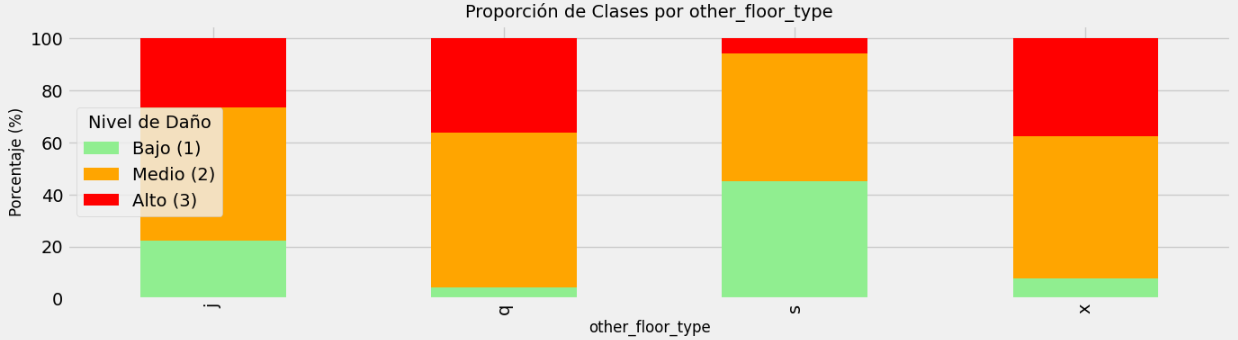 Proporción de Clases por other_floor_type
Porcentaje (%)
100
80
60
40
20
0
Nivel de Daño
Bajo (1)
Medio (2)
Alto (3)
j
q
s
x
other_floor_type